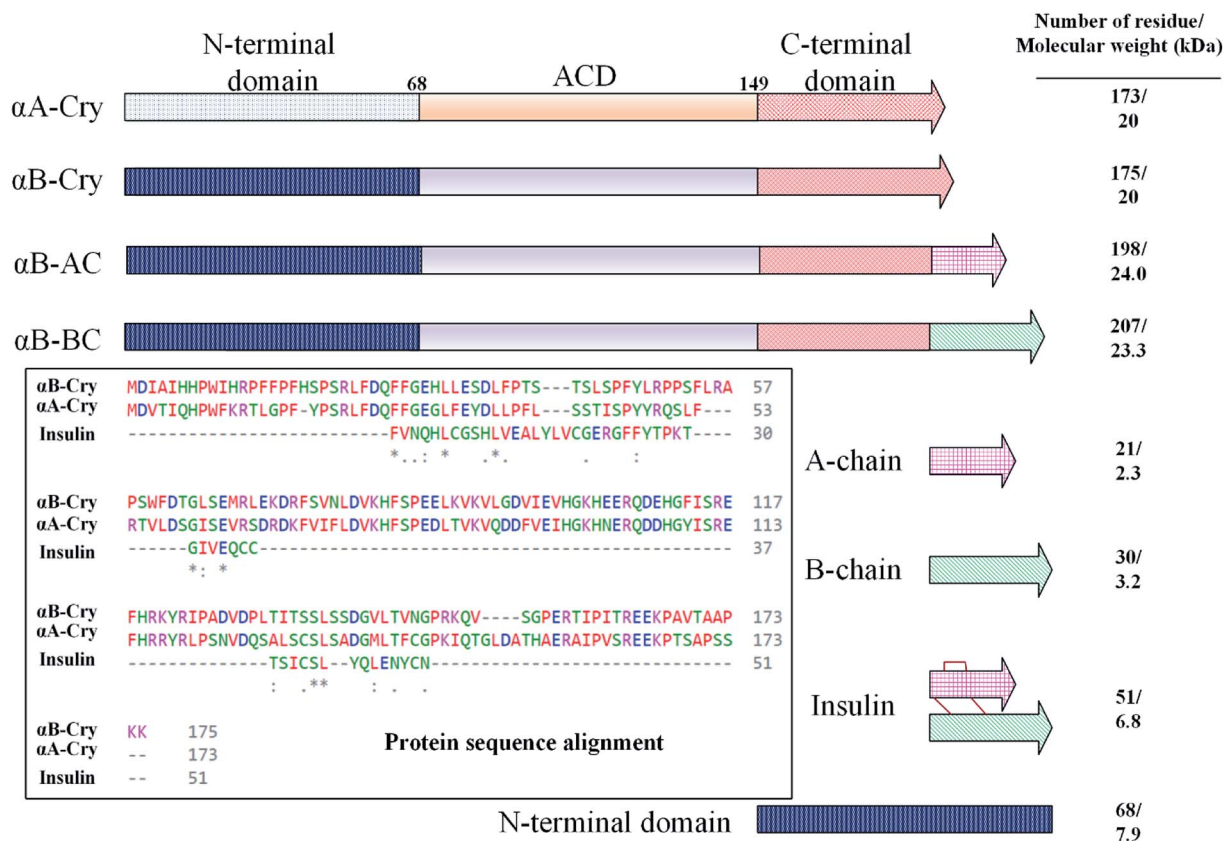 N-terminal domain
C-terminal domain
Number of residue/
Molecular weight (kDa)
68
ACD
149
αA-Cry
173/
20
αB-Cry
175/
20
αB-AC
198/
24.0
αB-BC
207/
23.3
αB-Cry MDIAIHHPWIHRPFFPFHSPSRLFDQFFGEHLLESDLFPTS---TSLSPFYLRPPSFLRA 57
αA-Cry MDVTIQHPWFKRTLGPF-YPSRLFDQFFGEGLFEYDLLPFL---SSTISPYYRQSLF--- 53
Insulin --------------------------FVNQHLCGSHLVEALYLVCGERGFFYTPKT---- 30
*..: * .*. . :
αB-Cry PSWFDTGLSEMRLEKDRFSVNLDVKHFSPEELKVKVLGDVIEVHGKHEERQDEHGFISRE 117
αA-Cry RTVLDSGISEVRSDRDKFVIFLDVKHFSPEDLTVKVQDDFVEIHGKHNERQDDHGYISRE 113
Insulin ------GIVEQCC----------------------------------------------- 37
*: *
αB-Cry FHRKYRIPADVDPLTITSSLSSDGVLTVNGPRKQV----SGPERTIPITREEKPAVTAAP 173
αA-Cry FHRRYRLPSNVDQSALSCSLSADGMLTFCGPKIQTGLDATHAERAIPVSREEKPTSAPSS 173
Insulin --------------TSICSL--YQLENYCN------------------------------ 51
: .** : . .
αB-Cry KK 175
αA-Cry -- 173
Insulin -- 51
Protein sequence alignment
A-chain
21/
2.3
B-chain
30/
3.2
Insulin
51/
6.8
N-terminal domain
68/
7.9